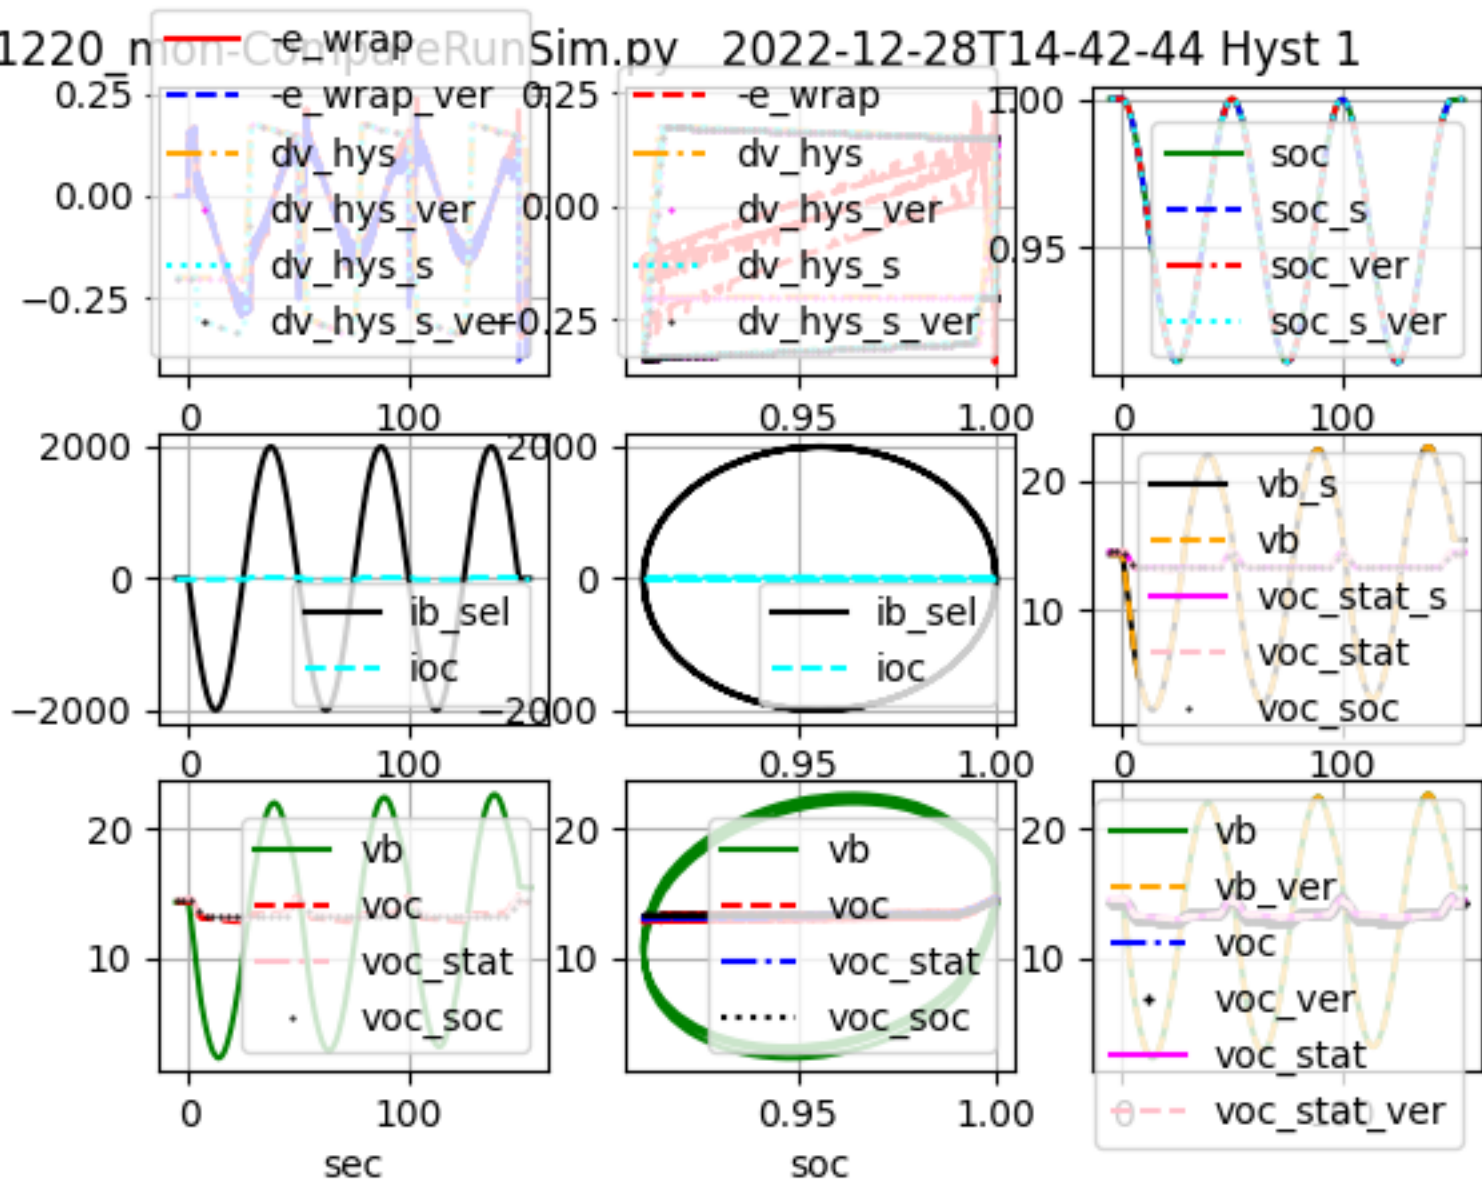 1220_mon-CompareRunSim.py 2022-12-28T14-42-44 Hyst 1
0.25
0.00
−0.25
-e_wrap
-e_wrap_ver
dv_hys
dv_hys_ver
dv_hys_s
dv_hys_s_ver
0
100
0.25
0.00
−0.25
-e_wrap
dv_hys
dv_hys_ver
dv_hys_s
dv_hys_s_ver
0.95
1.00
1.00
0.95
soc
soc_s
soc_ver
soc_s_ver
0
100
2000
0
−2000
ib_sel
ioc
0
100
2000
0
−2000
ib_sel
ioc
0.95
1.00
20
10
vb_s
vb
voc_stat_s
voc_stat
voc_soc
0
100
20
10
vb
voc
voc_stat
voc_soc
0
100
sec
20
10
vb
voc
voc_stat
voc_soc
0.95
1.00
soc
20
10
vb
vb_ver
voc
voc_ver
voc_stat
voc_stat_ver
0